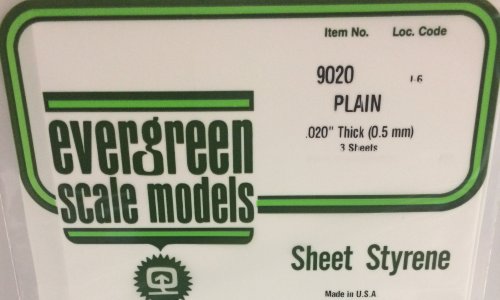 Item No. Loc. Code
9020 J-6
PLAIN
.020" Thick (0.5 mm)
3 Sheets
evergreen
scale models
Sheet Styrene
Made in U.S.A